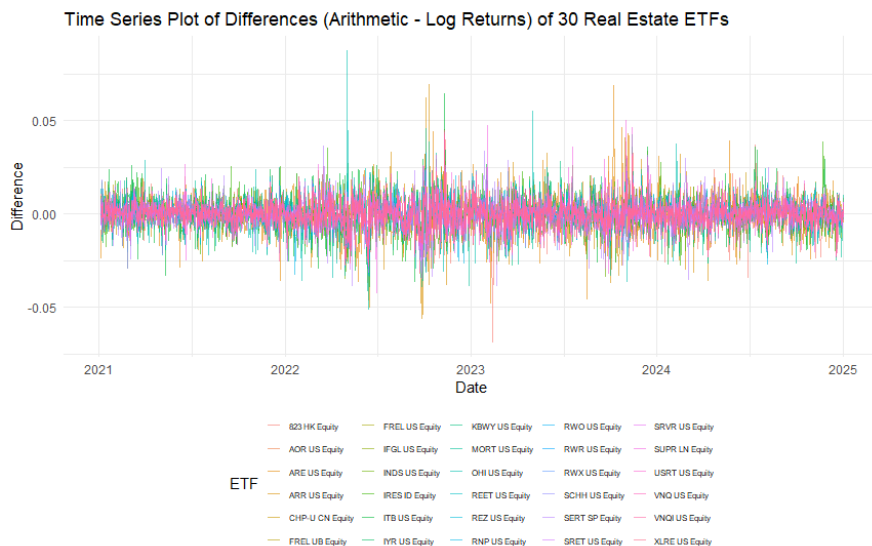 Time Series Plot of Differences (Arithmetic - Log Returns) of 30 Real Estate ETFs
0.05
0.00
-0.05
Difference
2021 2022 2023 2024 2025
Date
ETF
823 HK Equity FREL US Equity KBWY US Equity RWO US Equity SRVR US Equity
AOR US Equity IFGL US Equity MORT US Equity RWR US Equity SUPR LN Equity
ARE US Equity INDS US Equity OHI US Equity RWX US Equity USRT US Equity
ARR US Equity IRES ID Equity REET US Equity SCHH US Equity VNQ US Equity
CHP-U CN Equity ITB US Equity REZ US Equity SERT SP Equity VNQI US Equity
FREL UB Equity IYR US Equity RNP US Equity SRET US Equity XLRE US Equity